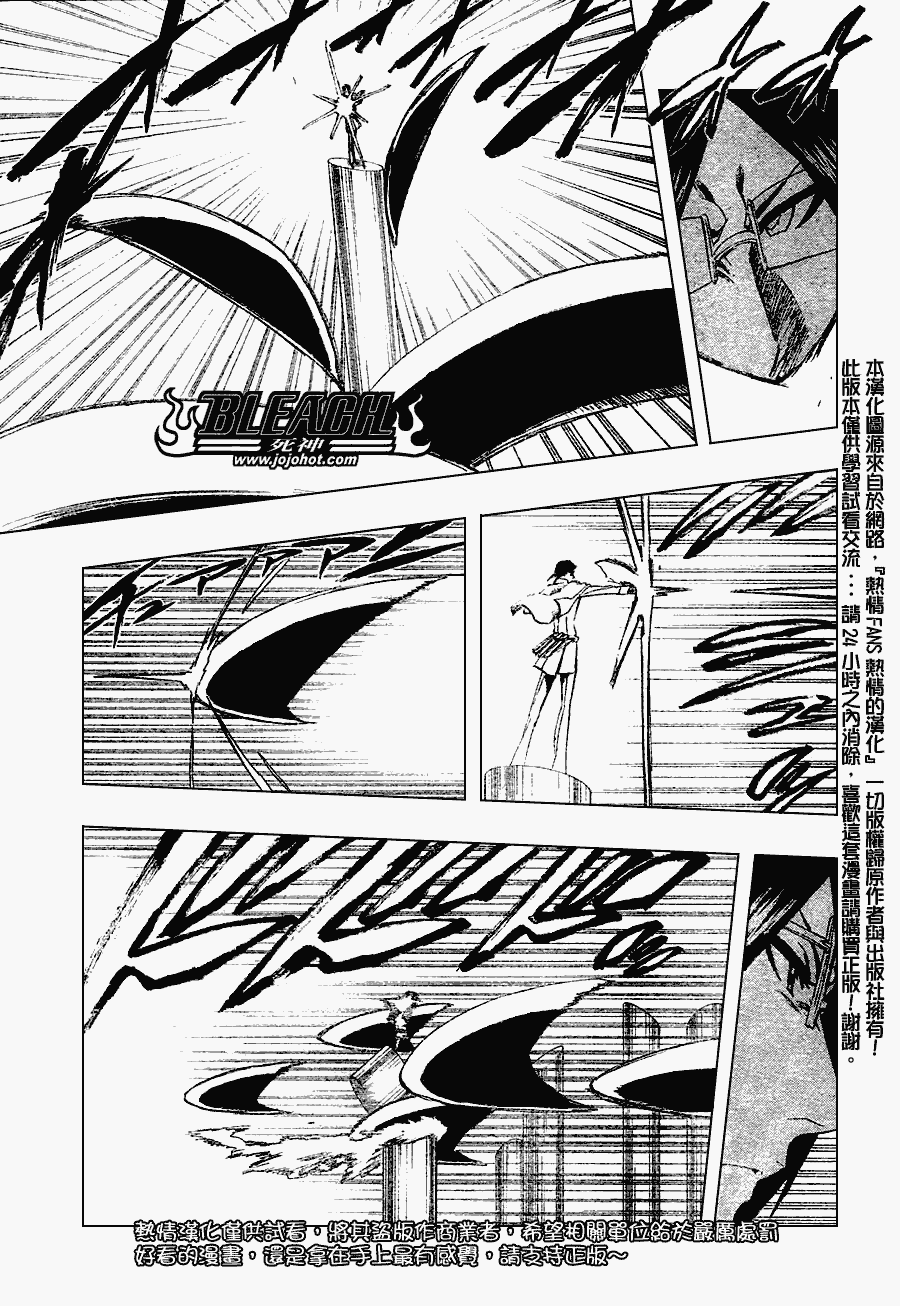 ドドドドド
BLEACH
死神
www.jojohot.com
本漢化圖源來自於網路，『熱情FANS熱情的漢化』一切版權歸原作者與出版社擁有！
此版本僅供學習試看交流：：請24小時之內消除，喜歡這套漫畫請購買正版！謝謝。
熱情漢化僅供試看，將其盜版作商業者，希望相關單位給於嚴厲處罰
好看的漫畫，還是拿在手上最有感覺，請支持正版～